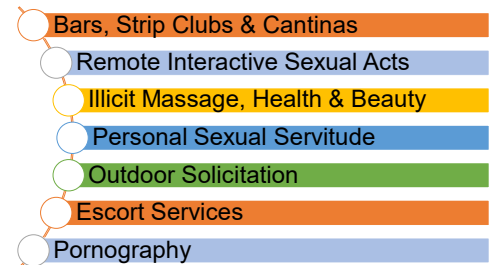 Bars, Strip Clubs & Cantinas
Remote Interactive Sexual Acts
Illicit Massage, Health & Beauty
Personal Sexual Servitude
Outdoor Solicitation
Escort Services
Pornography